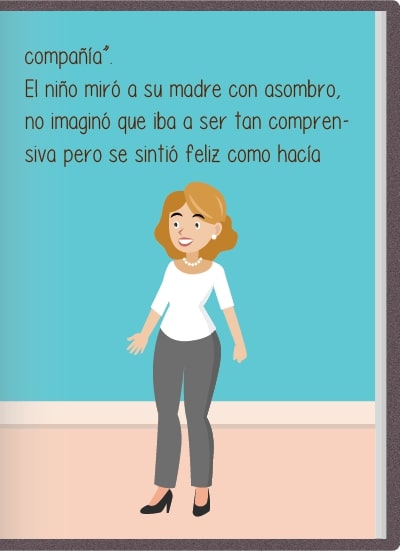 compañía”.
El niño miró a su madre con asombro,
no imaginó que iba a ser tan compren-
siva pero se sintió feliz como hacía